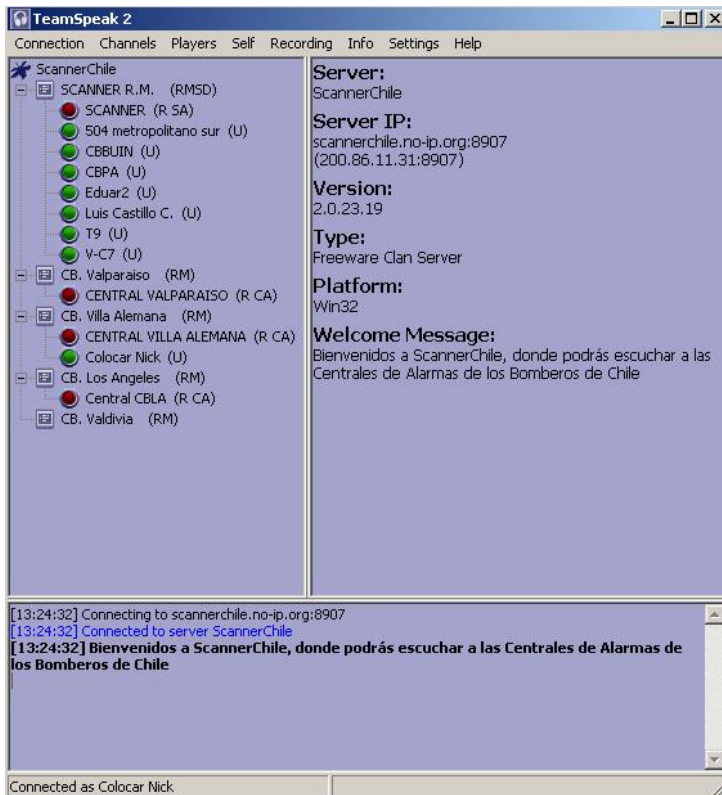 TeamSpeak 2
Connection Channels Players Self Recording Info Settings Help
ScannerChile
SCANNER R.M. (RMSD)
SCANNER (R SA)
504 metropolitano sur (U)
CBBUIN (U)
CBPA (U)
Eduar2 (U)
Luis Castillo C. (U)
T9 (U)
V-C7 (U)
CB. Valparaiso (RM)
CENTRAL VALPARAISO (R CA)
CB. Villa Alemana (RM)
CENTRAL VILLA ALEMANA (R CA)
Colocar Nick (U)
CB. Los Angeles (RM)
Central CBLA (R CA)
CB. Valdivia (RM)
Server:
ScannerChile
Server IP:
scannerchile.no-ip.org:8907
(200.86.11.31:8907)
Version:
2.0.23.19
Type:
Freeware Clan Server
Platform:
Win32
Welcome Message:
Bienvenidos a ScannerChile, donde podrás escuchar a las
Centrales de Alarmas de los Bomberos de Chile
[13:24:32] Connecting to scannerchile.no-ip.org:8907
[13:24:32] Connected to server ScannerChile
[13:24:32] Bienvenidos a ScannerChile, donde podrás escuchar a las Centrales de Alarmas de
los Bomberos de Chile
Connected as Colocar Nick